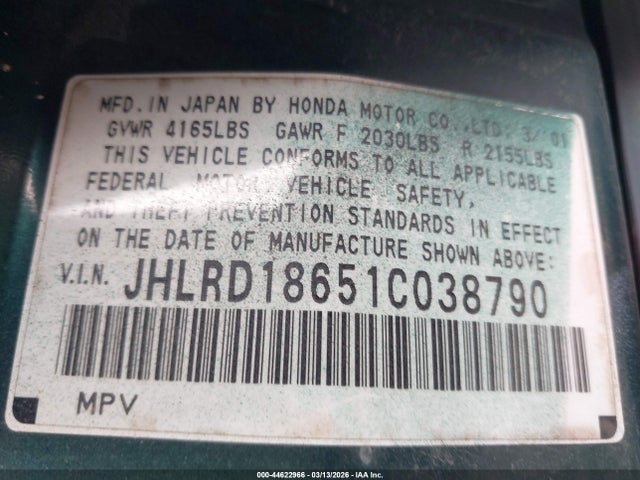 MFD. IN JAPAN BY HONDA MOTOR CO., LTD. 3/ 01
GVWR 4165LBS GAWR F 2030LBS R 2155LBS
THIS VEHICLE CONFORMS TO ALL APPLICABLE
FEDERAL MOTOR VEHICLE SAFETY,
AND THEFT PREVENTION STANDARDS IN EFFECT
ON THE DATE OF MANUFACTURE SHOWN ABOVE:
V.I.N. JHLRD18651C038790
MPV
000-44622966 | 03/13/2026 | IAA Inc.